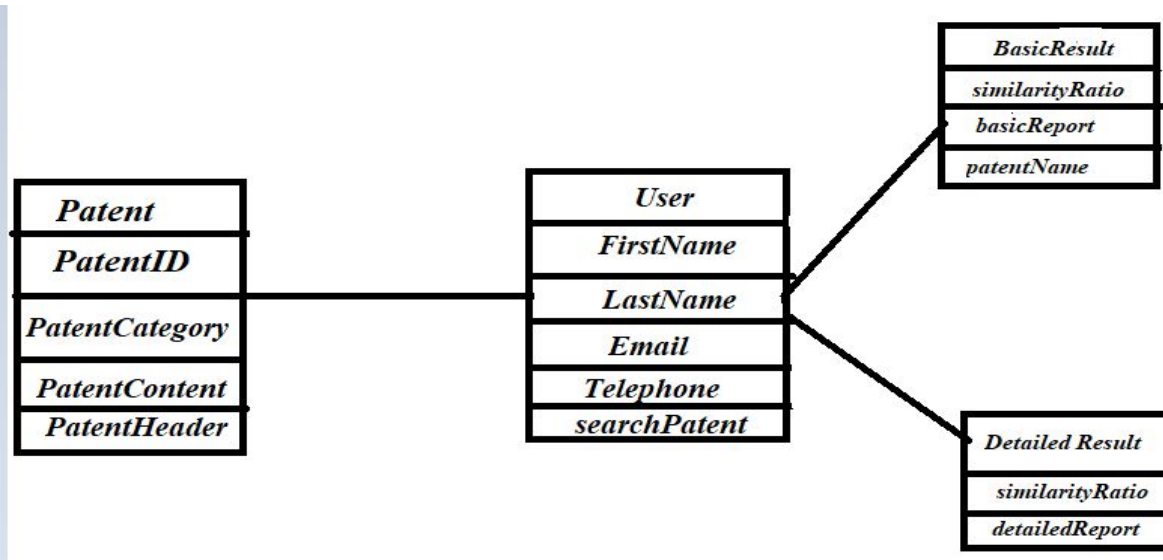 Patent
PatentID
PatentCategory
PatentContent
PatentHeader
User
FirstName
LastName
Email
Telephone
searchPatent
BasicResult
similarityRatio
basicReport
patentName
Detailed Result
similarityRatio
detailedReport